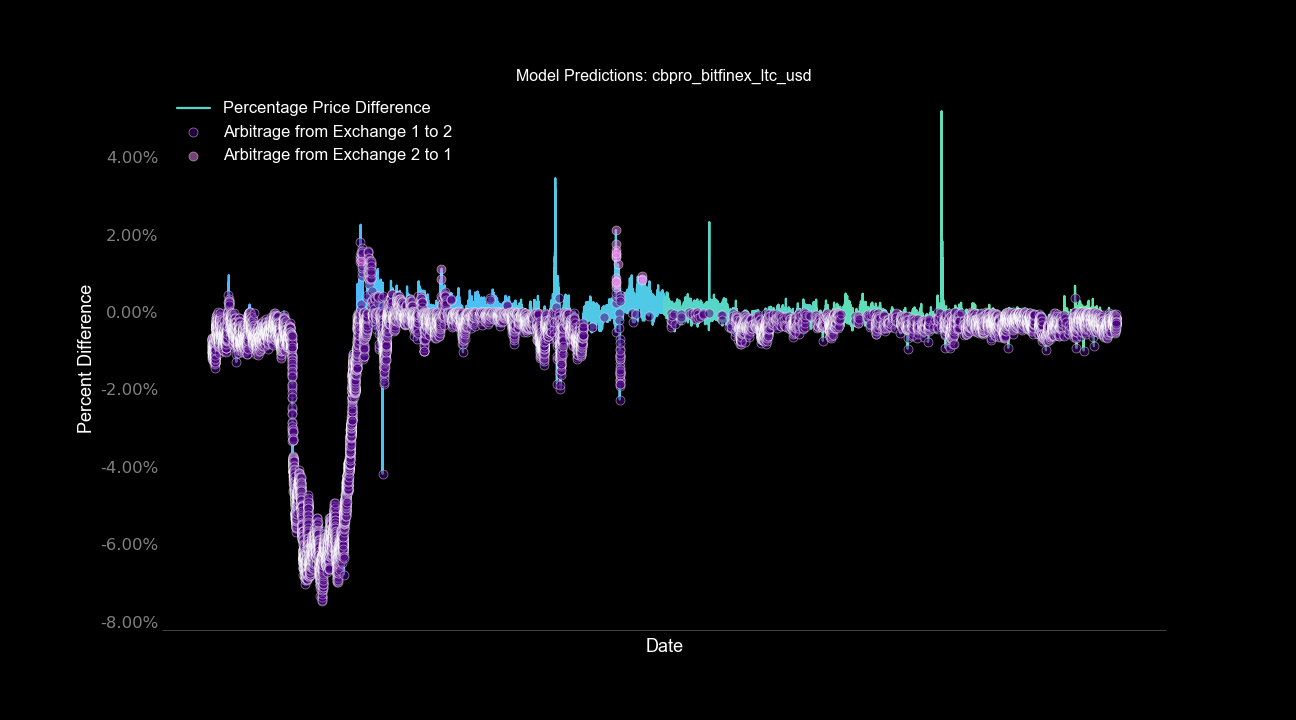 Model Predictions: cbpro_bitfinex_ltc_usd
Percentage Price Difference
Arbitrage from Exchange 1 to 2
Arbitrage from Exchange 2 to 1
4.00%
2.00%
0.00%
-2.00%
-4.00%
-6.00%
-8.00%
Percent Difference
Date